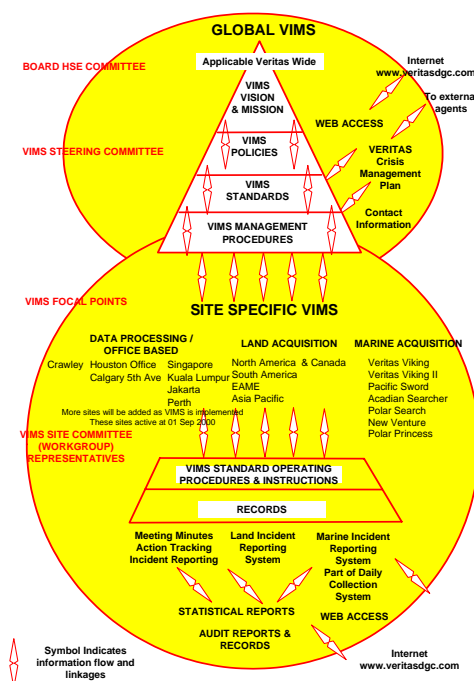 GLOBAL VIMS
BOARD HSE COMMITTEE
Applicable Veritas Wide
Internet
www.veritasdgc.com
VIMS
VISION
& MISSION
To external
agents
WEB ACCESS
VIMS STEERING COMMITTEE
VIMS
POLICIES
VERITAS
Crisis
Management
Plan
VIMS
STANDARDS
Contact
Information
VIMS MANAGEMENT
PROCEDURES
VIMS FOCAL POINTS
SITE SPECIFIC VIMS
DATA PROCESSING /
OFFICE BASED
Crawley
Houston Office
Calgary 5th Ave
Singapore
Kuala Lumpur
Jakarta
Perth
More sites will be added as VIMS is implemented
These sites active at 01 Sep 2000
LAND ACQUISITION
North America & Canada
South America
EAME
Asia Pacific
MARINE ACQUISITION
Veritas Viking
Veritas Viking II
Pacific Sword
Acadian Searcher
Polar Search
New Venture
Polar Princess
VIMS SITE COMMITTEE
(WORKGROUP)
REPRESENTATIVES
VIMS STANDARD OPERATING
PROCEDURES & INSTRUCTIONS
RECORDS
Meeting Minutes
Action Tracking
Incident Reporting
Land Incident
Reporting
System
Marine Incident
Reporting
System
Part of Daily
Collection
System
STATISTICAL REPORTS
WEB ACCESS
AUDIT REPORTS &
RECORDS
Internet
www.veritasdgc.com
Symbol Indicates
information flow and
linkages